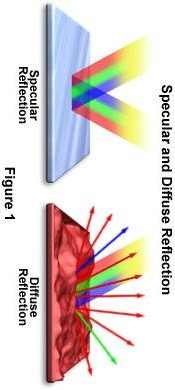 Specular and Diffuse Reflection
Specular
Reflection
Diffuse
Reflection
Figure 1